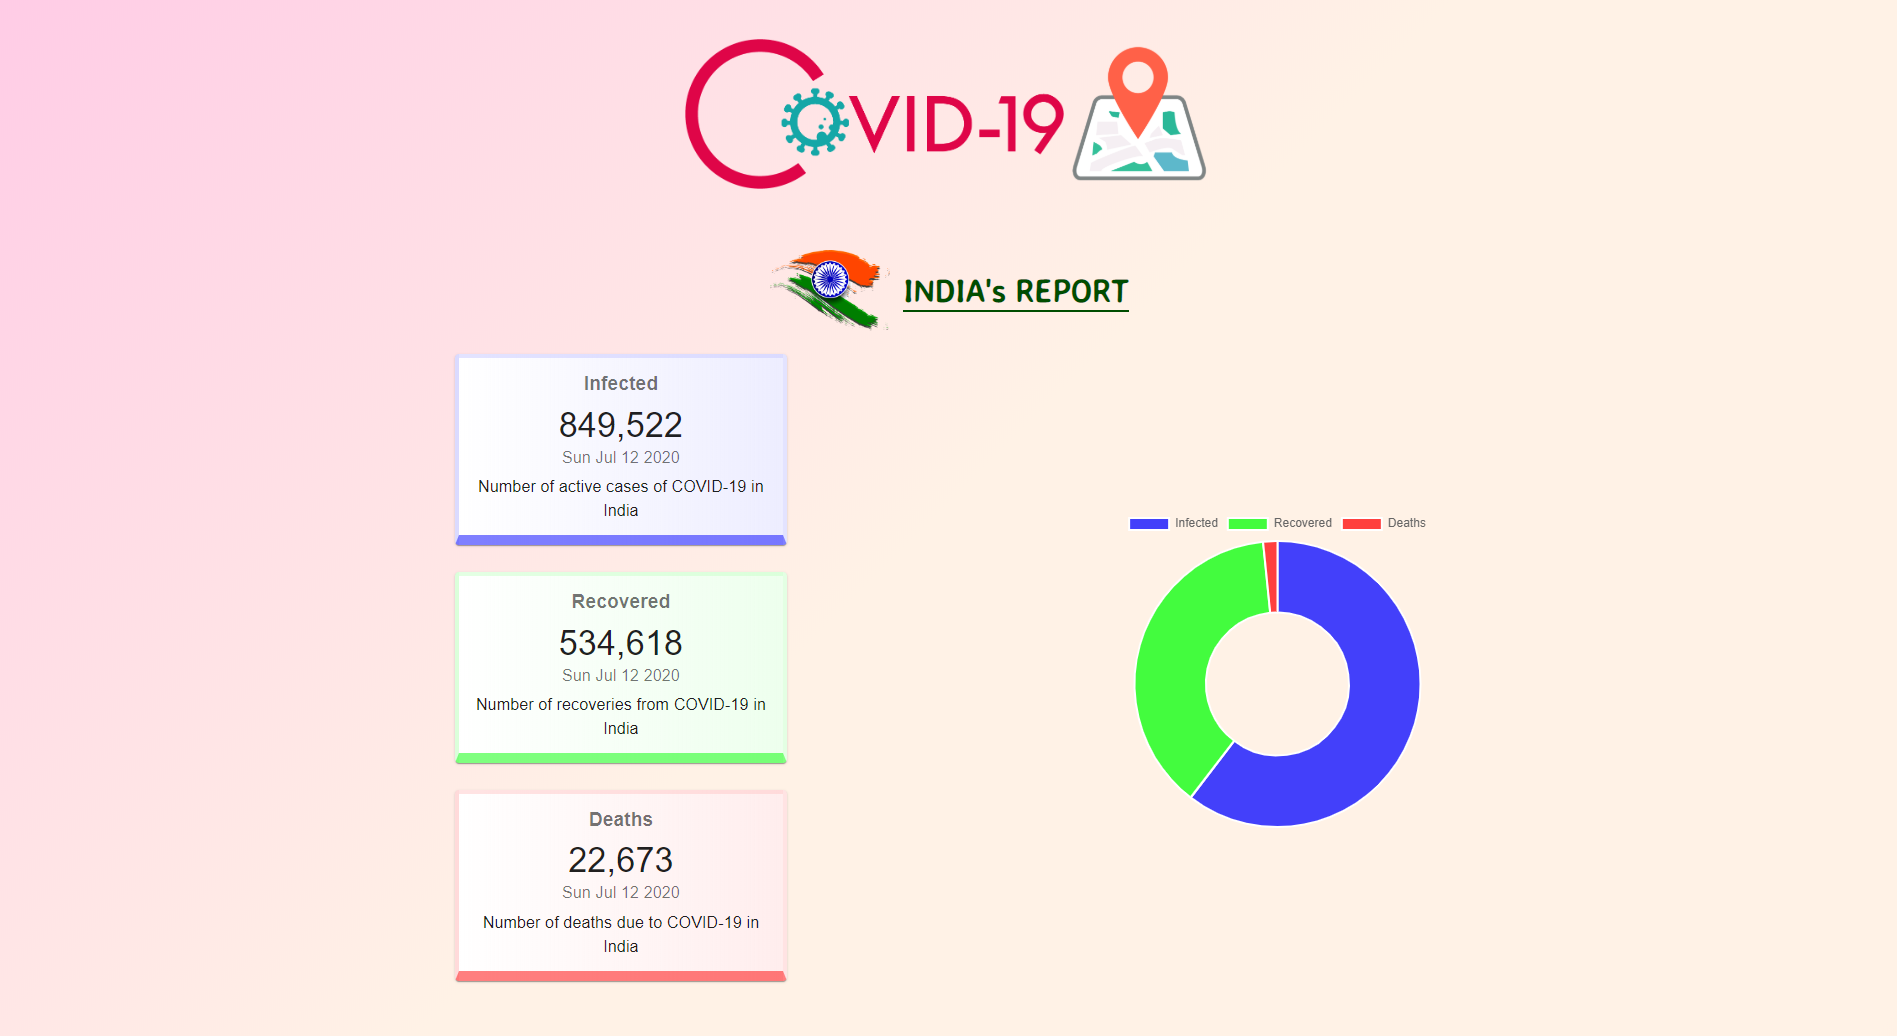 COVID-19
INDIA's REPORT
Infected
849,522
Sun Jul 12 2020
Number of active cases of COVID-19 in
India
Recovered
534,618
Sun Jul 12 2020
Number of recoveries from COVID-19 in
India
Deaths
22,673
Sun Jul 12 2020
Number of deaths due to COVID-19 in
India
Infected Recovered Deaths